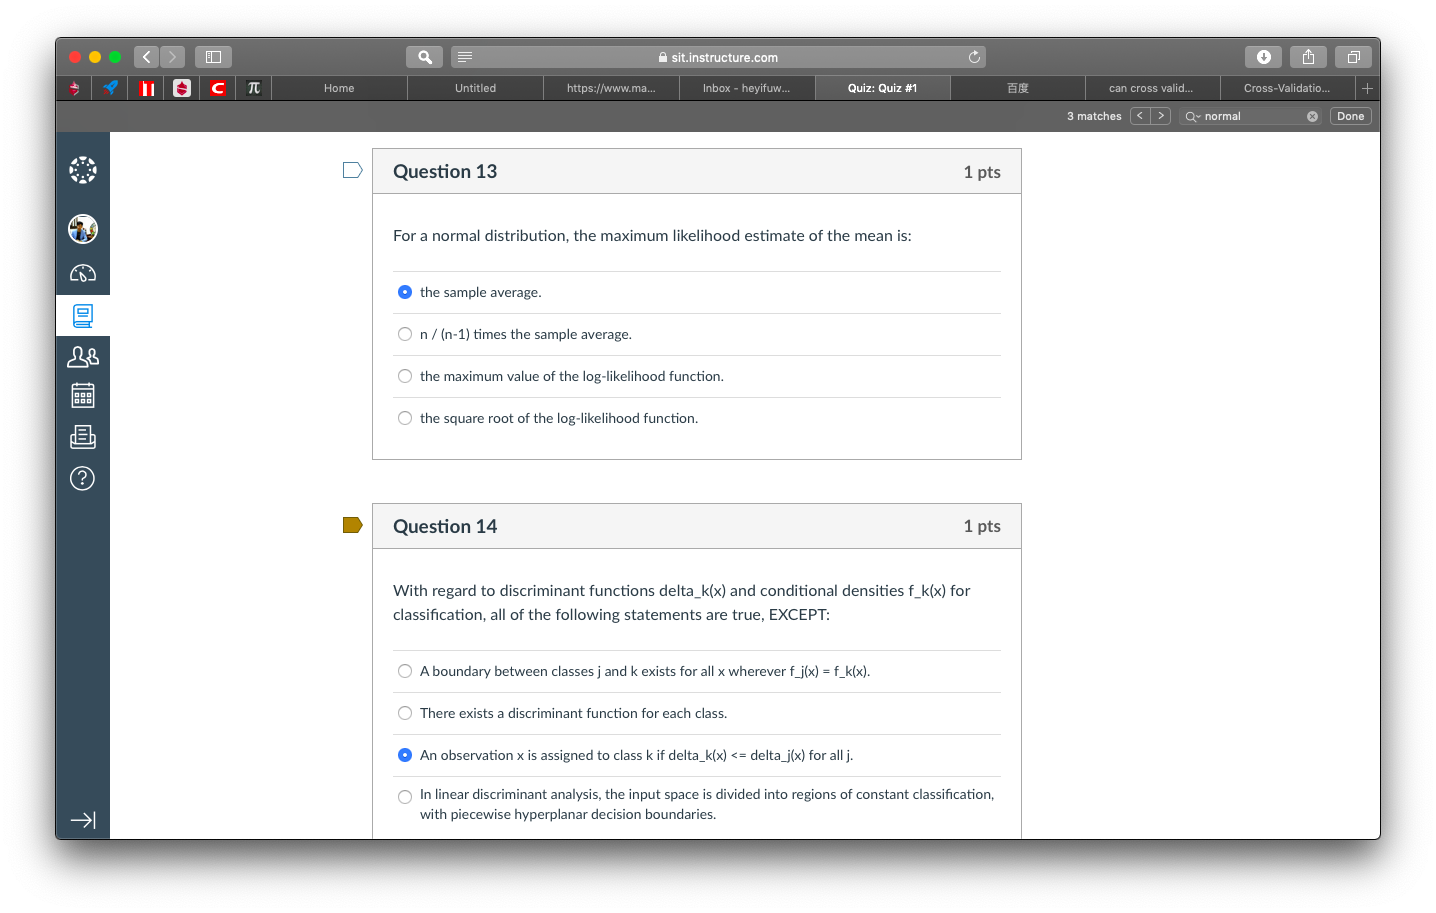 sit.instructure.com
Home
Untitled
https://www.ma...
Inbox - heyifuw...
Quiz: Quiz #1
百度
can cross valid...
Cross-Validatio...
3 matches
normal
Done
Question 13
1 pts
For a normal distribution, the maximum likelihood estimate of the mean is:
the sample average.
n / (n-1) times the sample average.
the maximum value of the log-likelihood function.
the square root of the log-likelihood function.
Question 14
1 pts
With regard to discriminant functions delta_k(x) and conditional densities f_k(x) for
classification, all of the following statements are true, EXCEPT:
A boundary between classes j and k exists for all x wherever f_j(x) = f_k(x).
There exists a discriminant function for each class.
An observation x is assigned to class k if delta_k(x) <= delta_j(x) for all j.
In linear discriminant analysis, the input space is divided into regions of constant classification,
with piecewise hyperplanar decision boundaries.